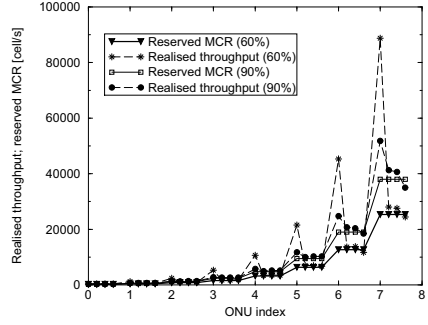 100000
80000
60000
40000
20000
0
Realised throughput; reserved MCR [cell/s]
Reserved MCR (60%)
Realised throughput (60%)
Reserved MCR (90%)
Realised throughput (90%)
0 1 2 3 4 5 6 7 8
ONU index